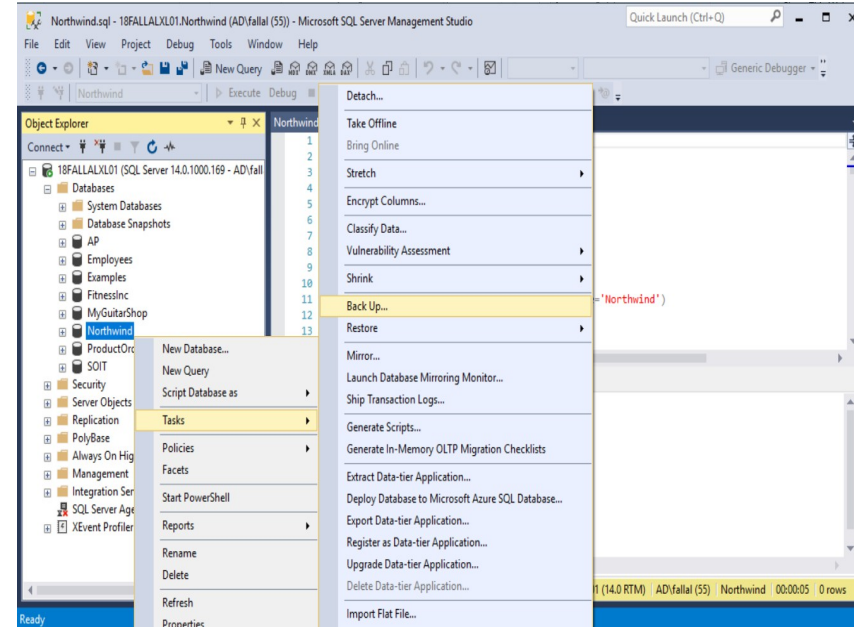 Northwind.sql - 18FALLALXL01.Northwind (AD\fallal (55)) - Microsoft SQL Server Management Studio
Quick Launch (Ctrl+Q)
File Edit View Project Debug Tools Window Help
New Query
Generic Debugger
Northwind
Execute Debug
Object Explorer
Connect
18FALLALXL01 (SQL Server 14.0.1000.169 - AD\fall
Databases
System Databases
Database Snapshots
AP
Employees
Examples
FitnessInc
MyGuitarShop
Northwind
ProductOrd
SOIT
Security
Server Objects
Replication
PolyBase
Always On Hig
Management
Integration Ser
SQL Server Age
XEvent Profiler
New Database...
New Query
Script Database as
Tasks
Policies
Facets
Start PowerShell
Reports
Rename
Delete
Refresh
Properties
Northwind
1
2
3
4
5
6
7
8
9
10
11
12
13
Detach...
Take Offline
Bring Online
Stretch
Encrypt Columns...
Classify Data...
Vulnerability Assessment
Shrink
Back Up...
Restore
Mirror...
Launch Database Mirroring Monitor...
Ship Transaction Logs...
Generate Scripts...
Generate In-Memory OLTP Migration Checklists
Extract Data-tier Application...
Deploy Database to Microsoft Azure SQL Database...
Export Data-tier Application...
Register as Data-tier Application...
Upgrade Data-tier Application...
Delete Data-tier Application...
Import Flat File...
='Northwind')
01 (14.0 RTM) AD\fallal (55) Northwind 00:00:05 0 rows
Ready